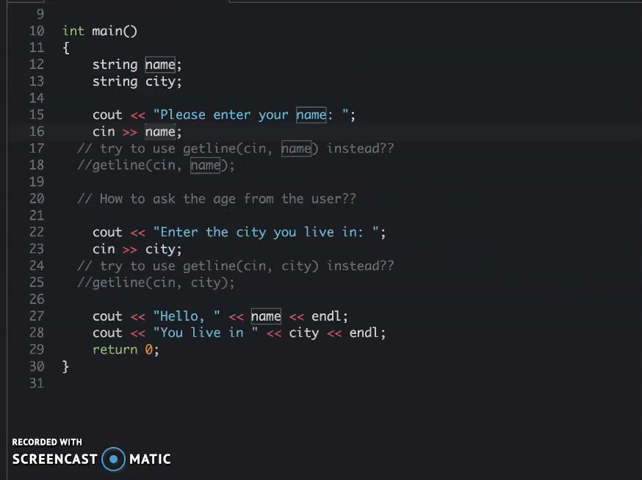 9
10 int main()
11 {
12 string name;
13 string city;
14
15 cout << "Please enter your name: ";
16 cin >> name;
17 // try to use getline(cin, name) instead??
18 //getline(cin, name);
19
20 // How to ask the age from the user??
21
22 cout << "Enter the city you live in: ";
23 cin >> city;
24 // try to use getline(cin, city) instead??
25 //getline(cin, city);
26
27 cout << "Hello, " << name << endl;
28 cout << "You live in " << city << endl;
29 return 0;
30 }
31
RECORDED WITH
SCREENCAST MATIC